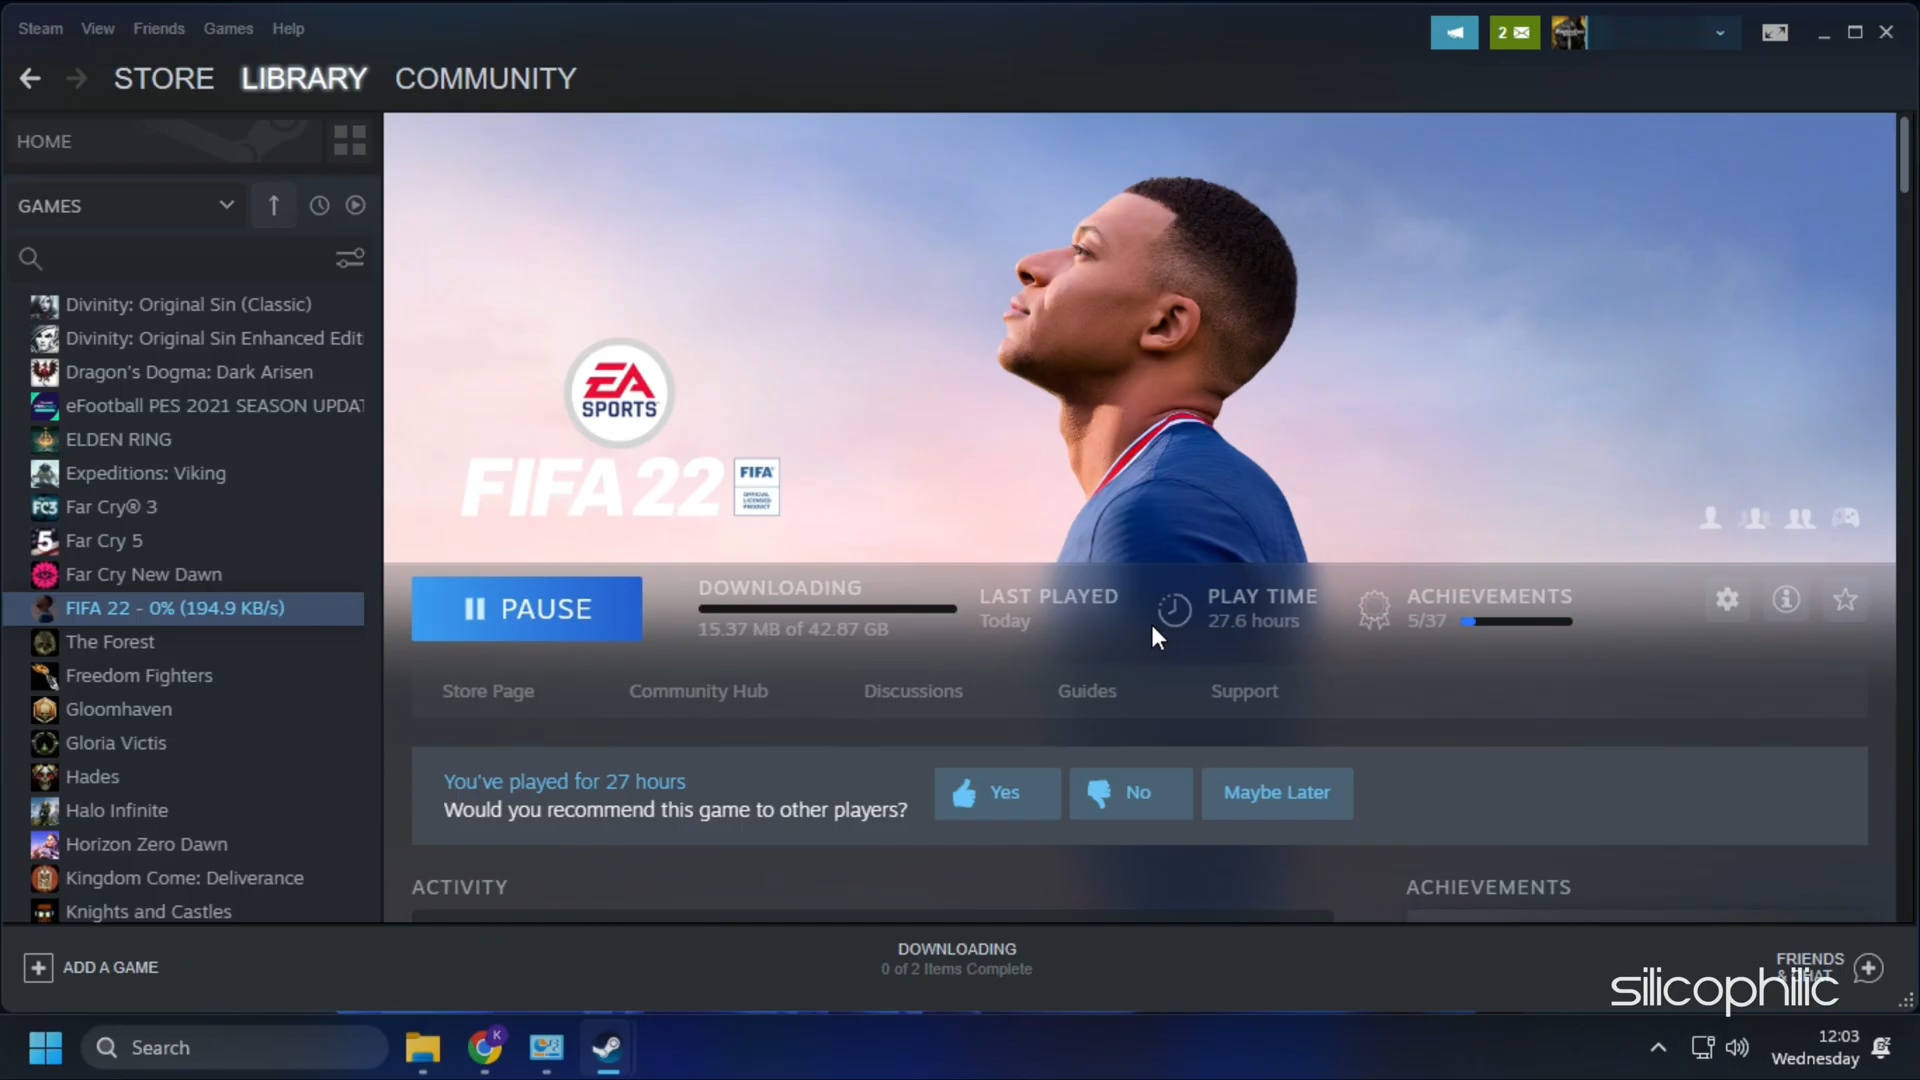 Steam View Friends Games Help
2
STORE LIBRARY COMMUNITY
HOME
GAMES
Divinity: Original Sin (Classic)
Divinity: Original Sin Enhanced Edit
Dragon's Dogma: Dark Arisen
eFootball PES 2021 SEASON UPDAT
ELDEN RING
Expeditions: Viking
FC3 Far Cry® 3
5 Far Cry 5
Far Cry New Dawn
FIFA 22 - 0% (194.9 KB/s)
The Forest
Freedom Fighters
Gloomhaven
Gloria Victis
Hades
Halo Infinite
Horizon Zero Dawn
Kingdom Come: Deliverance
Knights and Castles
EA
SPORTS
FIFA 22
FIFA
OFFICIAL
LICENSED
PRODUCT
PAUSE
DOWNLOADING
15.37 MB of 42.87 GB
LAST PLAYED
Today
PLAY TIME
27.6 hours
ACHIEVEMENTS
5/37
Store Page Community Hub Discussions Guides Support
You've played for 27 hours
Would you recommend this game to other players?
Yes No Maybe Later
ACTIVITY
ACHIEVEMENTS
ADD A GAME
DOWNLOADING
0 of 2 Items Complete
FRIENDS
& CHAT
silicophilic
Search
K
12:03
Wednesday